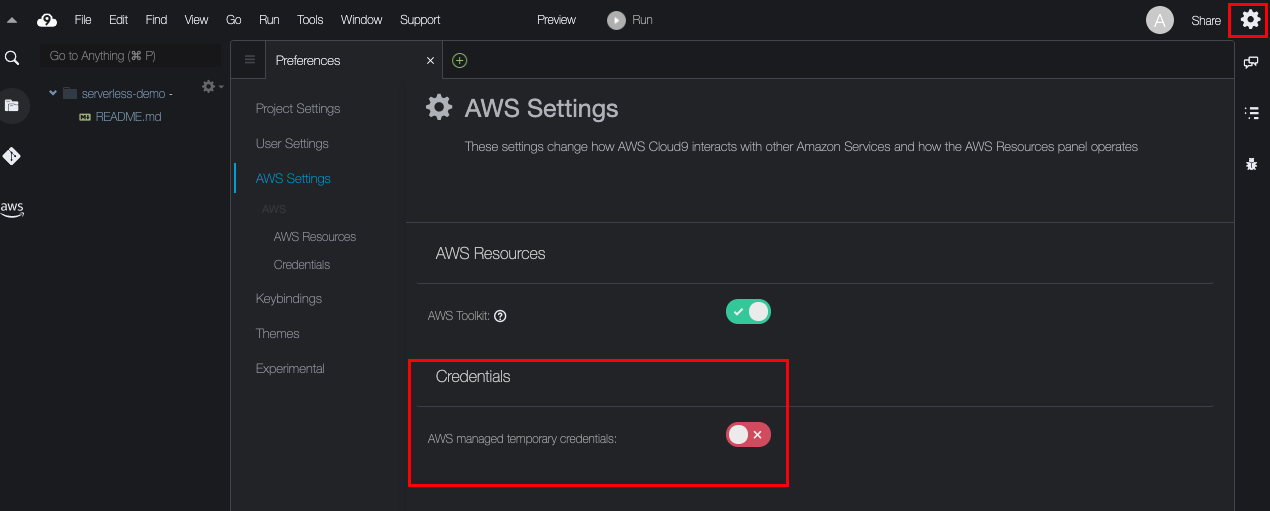 9 File Edit Find View Go Run Tools Window Support Preview Run A Share
Go to Anything (⌘ P)
Preferences
serverless-demo -
README.md
aws
Project Settings
User Settings
AWS Settings
AWS
AWS Resources
Credentials
Keybindings
Themes
Experimental
AWS Settings
These settings change how AWS Cloud9 interacts with other Amazon Services and how the AWS Resources panel operates
AWS Resources
AWS Toolkit: ?
Credentials
AWS managed temporary credentials: